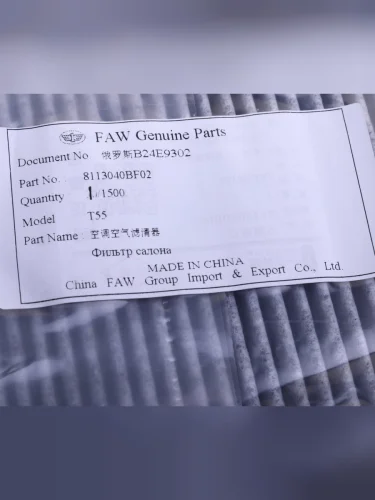 FAW Genuine Parts
Document No 俄罗斯B24E9302
Part No. 8113040BF02
Quantity 1/1500
Model T55
Part Name 空调空气滤清器
Фильтр салона
MADE IN CHINA
China FAW Group Import & Export Co., Ltd.